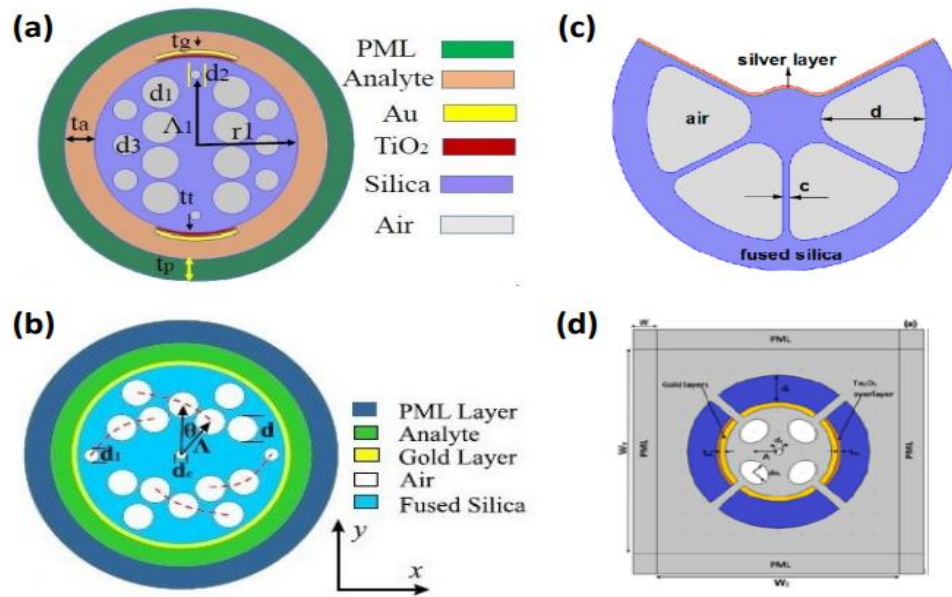 (a)
tg
d2
d1
Λ1
r1
ta
d3
tt
tp
PML
Analyte
Au
TiO₂
Silica
Air
(c)
silver layer
air
d
c
fused silica
(b)
θ
Λ
d
d₁
dc
PML Layer
Analyte
Gold Layer
Air
Fused Silica
y
x
(d)
W
(a)
PML
Gold layers
Ta₂O₅
overlayer
PML
PML
Λ
PML